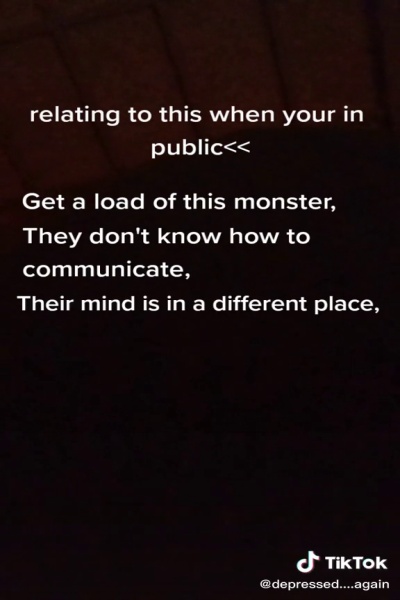 relating to this when your in
public<<
Get a load of this monster,
They don't know how to
communicate,
Their mind is in a different place,
TikTok
@depressed....again